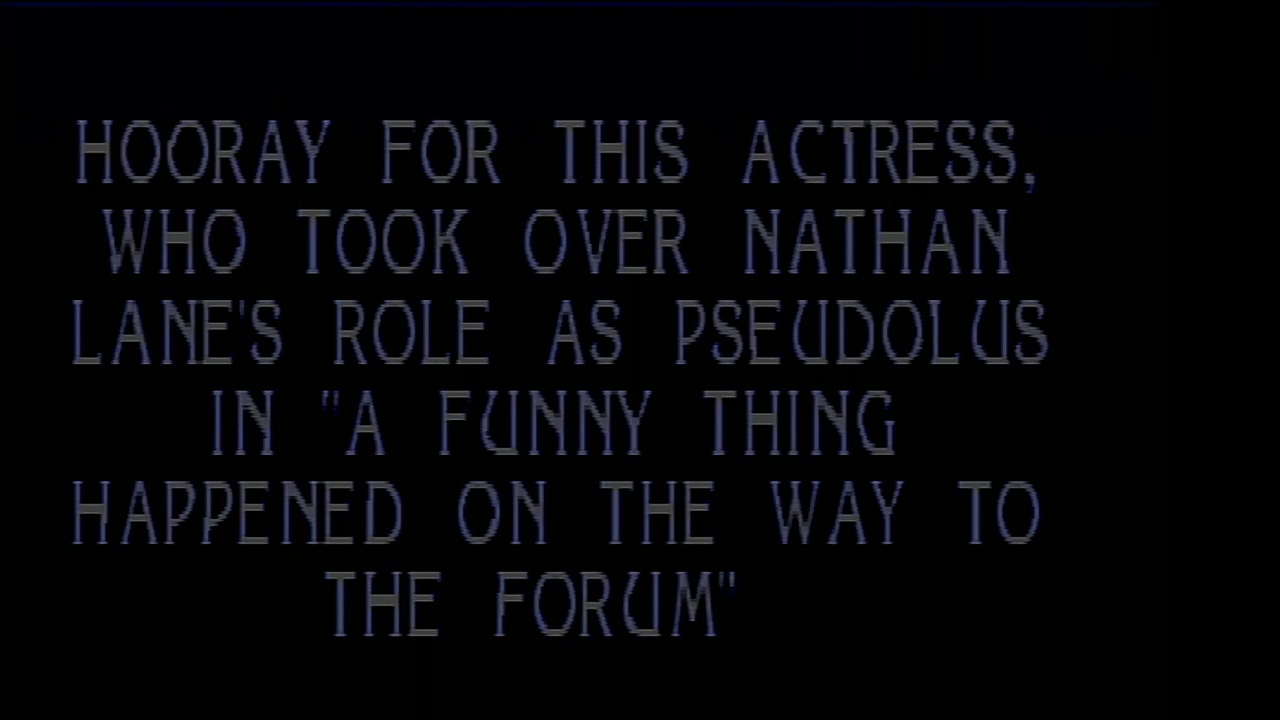 HOORAY FOR THIS ACTRESS,
WHO TOOK OVER NATHAN
LANE'S ROLE AS PSEUDOLUS
IN "A FUNNY THING
HAPPENED ON THE WAY TO
THE FORUM"